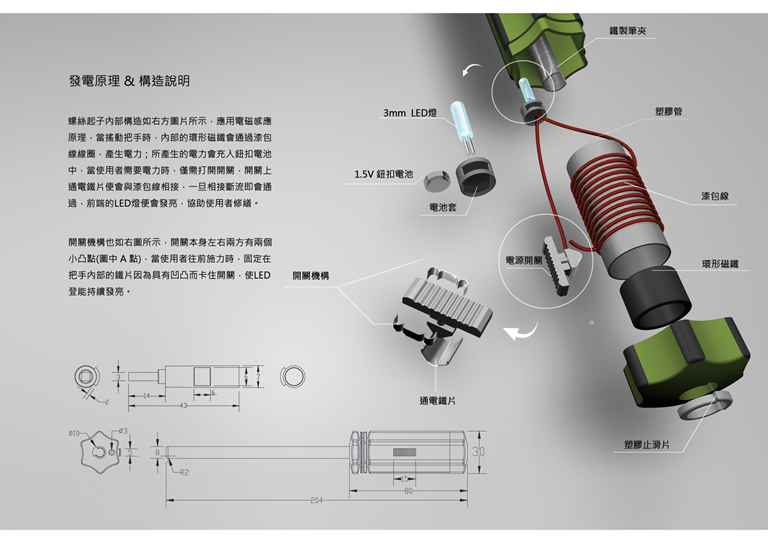 發電原理 & 構造說明
螺絲起子內部構造如右方圖片所示，應用電磁感應
原理，當搖動把手時，內部的環形磁鐵會通過漆包
線線圈，產生電力；所產生的電力會充入鈕扣電池
中，當使用者需要電力時，僅需打開開關，開關上
通電鐵片便會與漆包線相接，一旦相接斷流即會通
過，前端的LED燈便會發亮，協助使用者修繕。
開關機構也如右圖所示，開關本身左右兩方有兩個
小凸點(圖中 A 點)，當使用者往前施力時，固定在
把手內部的鐵片因為具有凹凸而卡住開關，使LED
登能持續發亮。
鐵製筆夾
3mm LED燈
塑膠管
1.5V 鈕扣電池
電池套
漆包線
電源開關
環形磁鐵
開關機構
通電鐵片
塑膠止滑片
14
6
2
43
Ø10
Ø3
8
30
R2
15
60
204